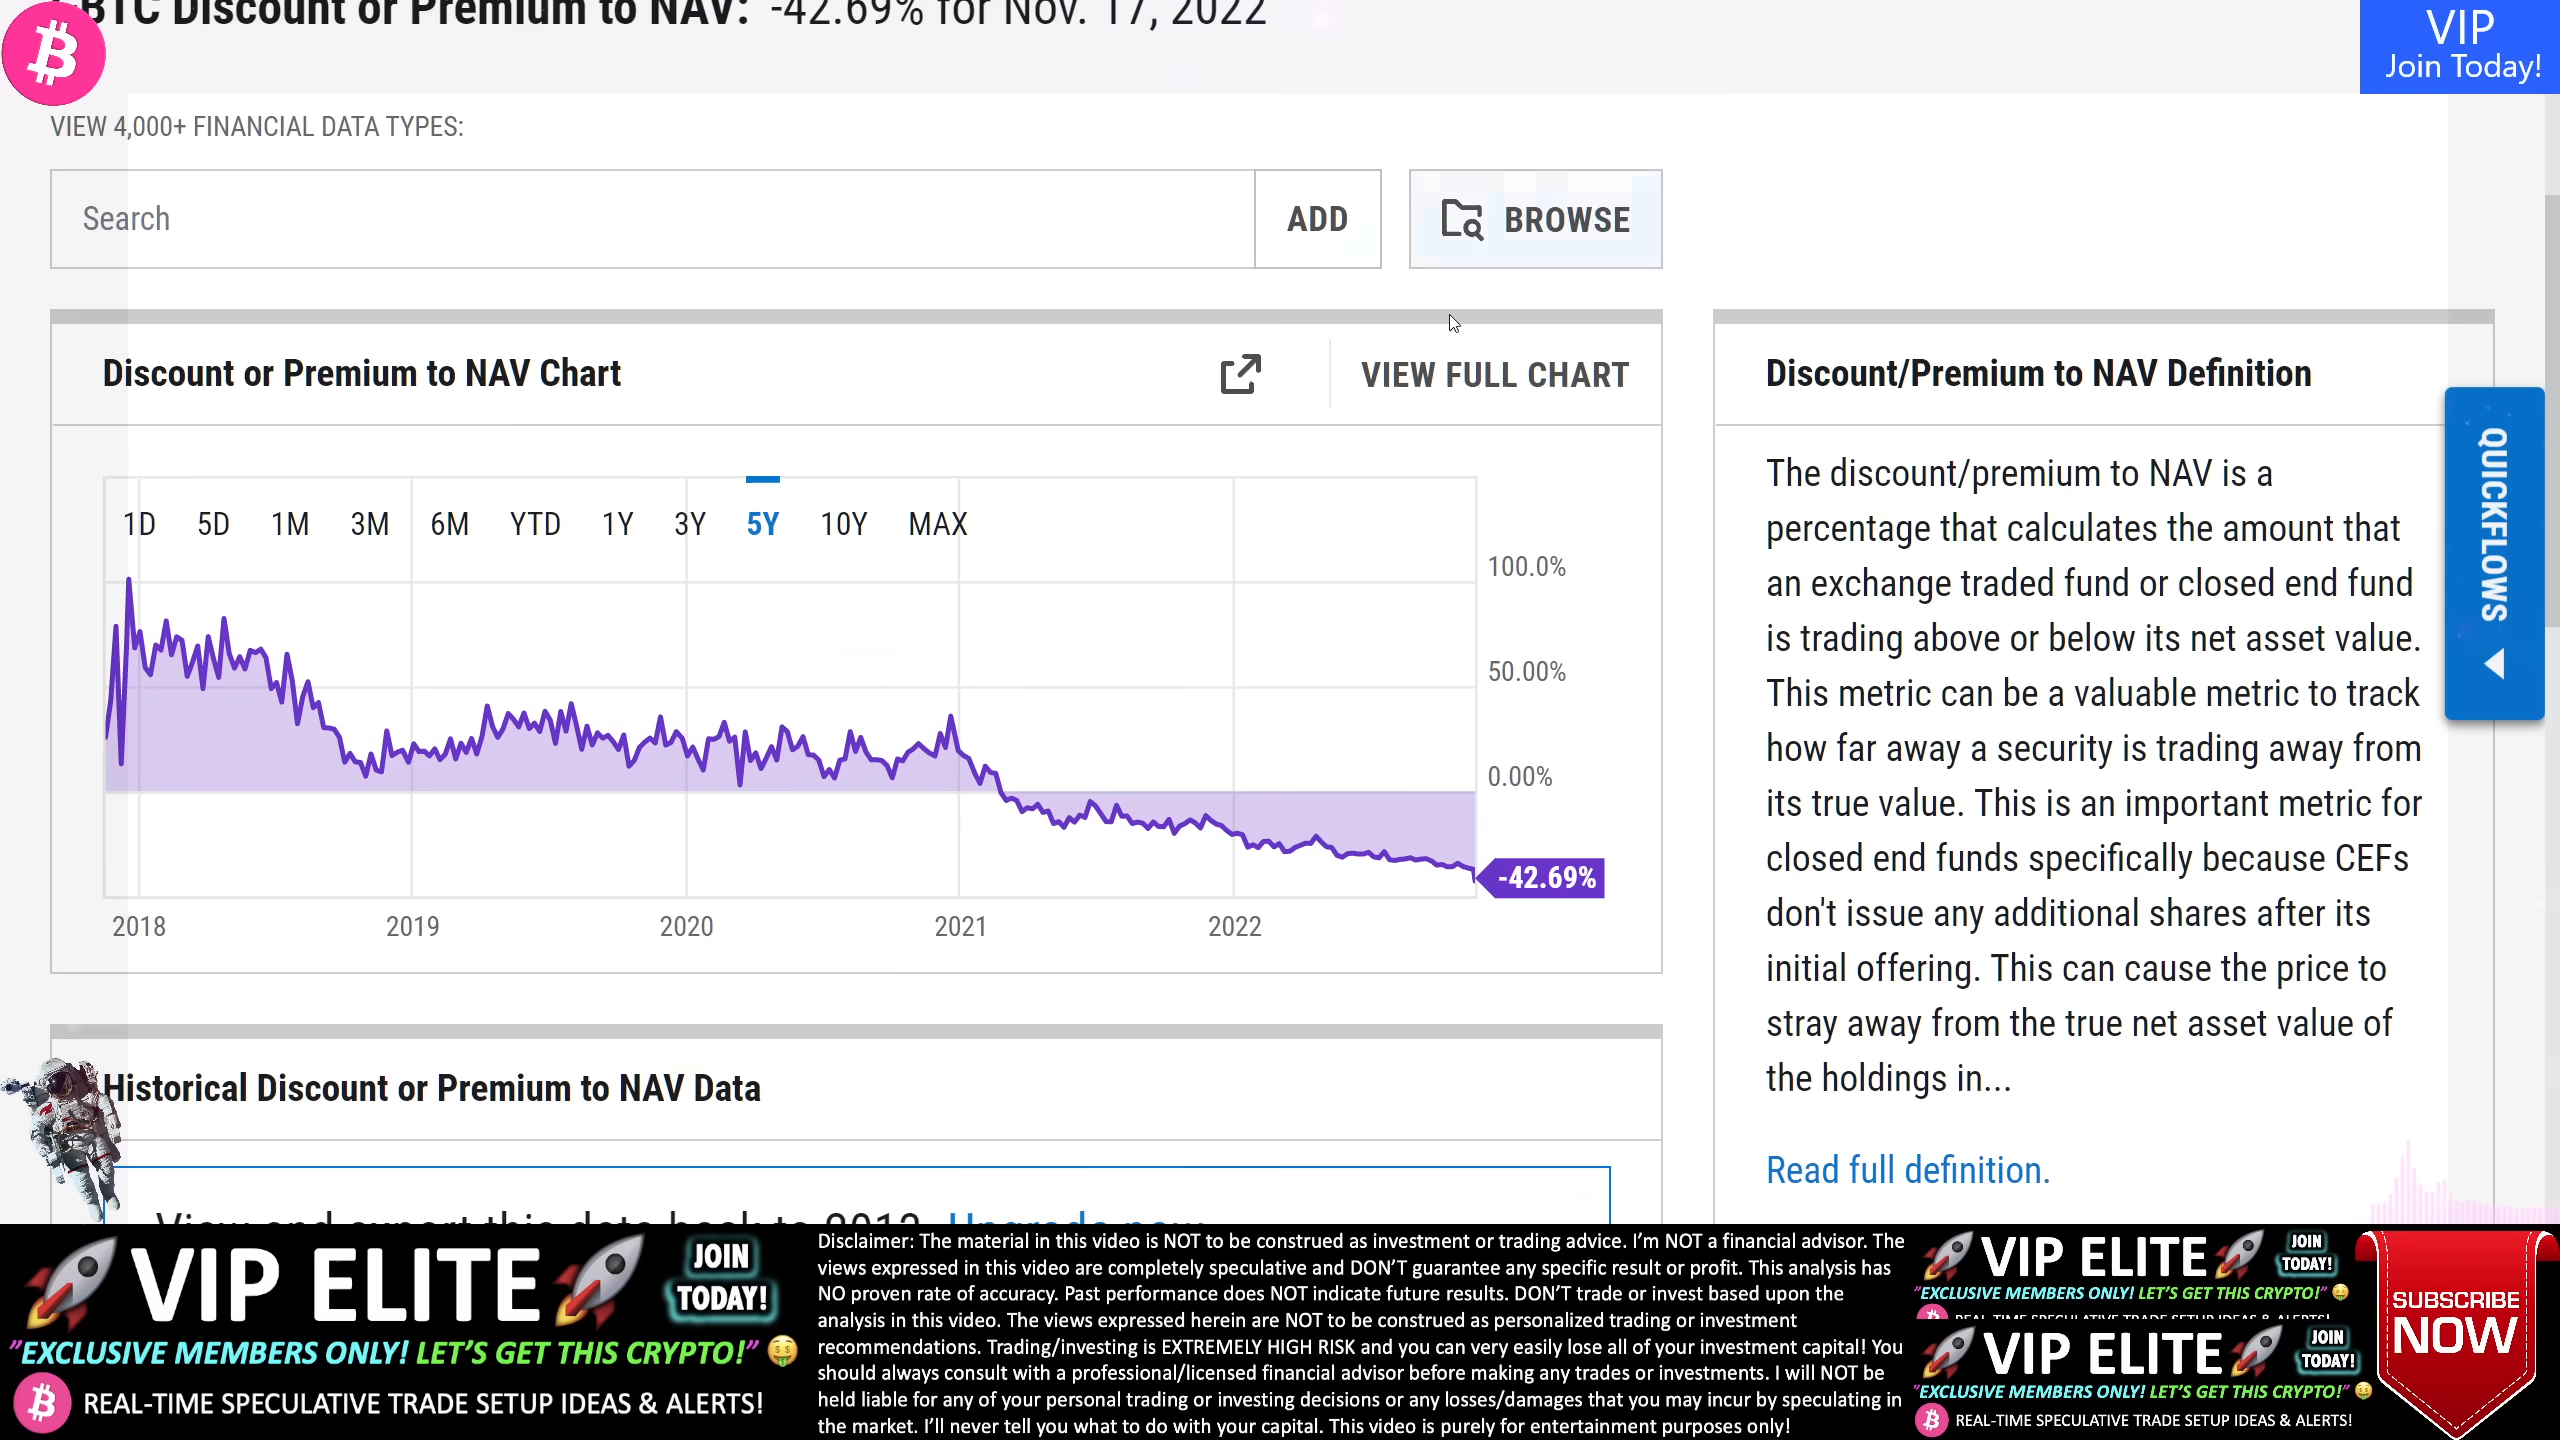 BTC Discount or Premium to NAV: -42.69% for Nov. 17, 2022
VIP
Join Today!
VIEW 4,000+ FINANCIAL DATA TYPES:
Search
ADD
BROWSE
Discount or Premium to NAV Chart
VIEW FULL CHART
1D 5D 1M 3M 6M YTD 1Y 3Y 5Y 10Y MAX
100.0%
50.00%
0.00%
-42.69%
2018 2019 2020 2021 2022
Discount/Premium to NAV Definition
The discount/premium to NAV is a
percentage that calculates the amount that
an exchange traded fund or closed end fund
is trading above or below its net asset value.
This metric can be a valuable metric to track
how far away a security is trading away from
its true value. This is an important metric for
closed end funds specifically because CEFs
don't issue any additional shares after its
initial offering. This can cause the price to
stray away from the true net asset value of
the holdings in...
Read full definition.
QUICKFLOWS
Historical Discount or Premium to NAV Data
View and export this data back to 2013. Upgrade now.
VIP ELITE
JOIN
TODAY!
"EXCLUSIVE MEMBERS ONLY! LET'S GET THIS CRYPTO!"
REAL-TIME SPECULATIVE TRADE SETUP IDEAS & ALERTS!
Disclaimer: The material in this video is NOT to be construed as investment or trading advice. I'm NOT a financial advisor. The
views expressed in this video are completely speculative and DON'T guarantee any specific result or profit. This analysis has
NO proven rate of accuracy. Past performance does NOT indicate future results. DON'T trade or invest based upon the
analysis in this video. The views expressed herein are NOT to be construed as personalized trading or investment
recommendations. Trading/investing is EXTREMELY HIGH RISK and you can very easily lose all of your investment capital! You
should always consult with a professional/licensed financial advisor before making any trades or investments. I will NOT be
held liable for any of your personal trading or investing decisions or any losses/damages that you may incur by speculating in
the market. I'll never tell you what to do with your capital. This video is purely for entertainment purposes only!
VIP ELITE
JOIN
TODAY!
"EXCLUSIVE MEMBERS ONLY! LET'S GET THIS CRYPTO!"
REAL-TIME SPECULATIVE TRADE SETUP IDEAS & ALERTS!
VIP ELITE
JOIN
TODAY!
"EXCLUSIVE MEMBERS ONLY! LET'S GET THIS CRYPTO!"
REAL-TIME SPECULATIVE TRADE SETUP IDEAS & ALERTS!
SUBSCRIBE
NOW